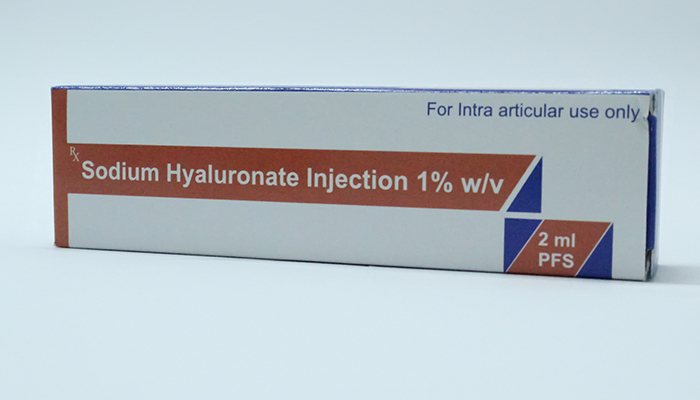 For Intra articular use only
Rx
Sodium Hyaluronate Injection 1% w/v
2 ml
PFS